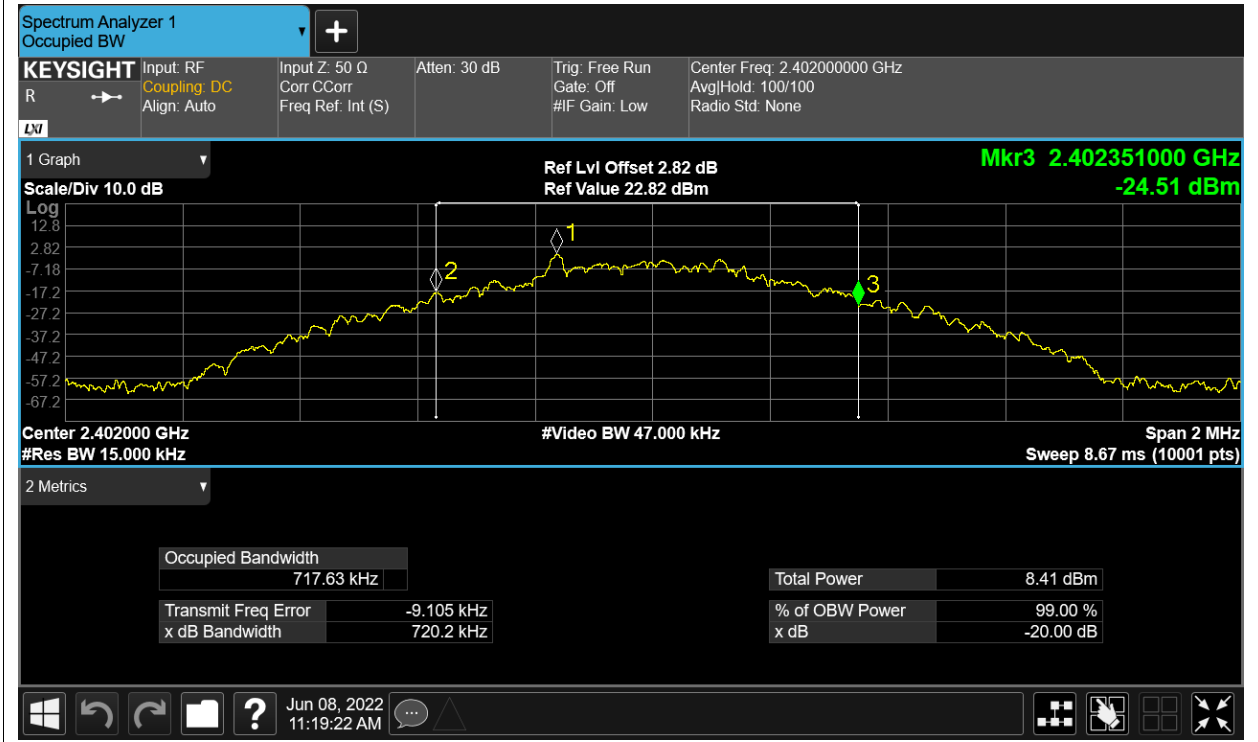 Spectrum Analyzer 1
Occupied BW
KEYSIGHT Input: RF Input Z: 50 Ω Atten: 30 dB Trig: Free Run Center Freq: 2.402000000 GHz
R Coupling: DC Corr CCorr Gate: Off Avg|Hold: 100/100
Align: Auto Freq Ref: Int (S) #IF Gain: Low Radio Std: None
LXI
1 Graph
Ref Lvl Offset 2.82 dB Mkr3 2.402351000 GHz
Scale/Div 10.0 dB Ref Value 22.82 dBm -24.51 dBm
Log
12.8
2.82
-7.18
-17.2
-27.2
-37.2
-47.2
-57.2
-67.2
1
2
3
Center 2.402000 GHz #Video BW 47.000 kHz Span 2 MHz
#Res BW 15.000 kHz Sweep 8.67 ms (10001 pts)
2 Metrics
Occupied Bandwidth
717.63 kHz Total Power 8.41 dBm
Transmit Freq Error -9.105 kHz % of OBW Power 99.00 %
x dB Bandwidth 720.2 kHz x dB -20.00 dB
? Jun 08, 2022
11:19:22 AM